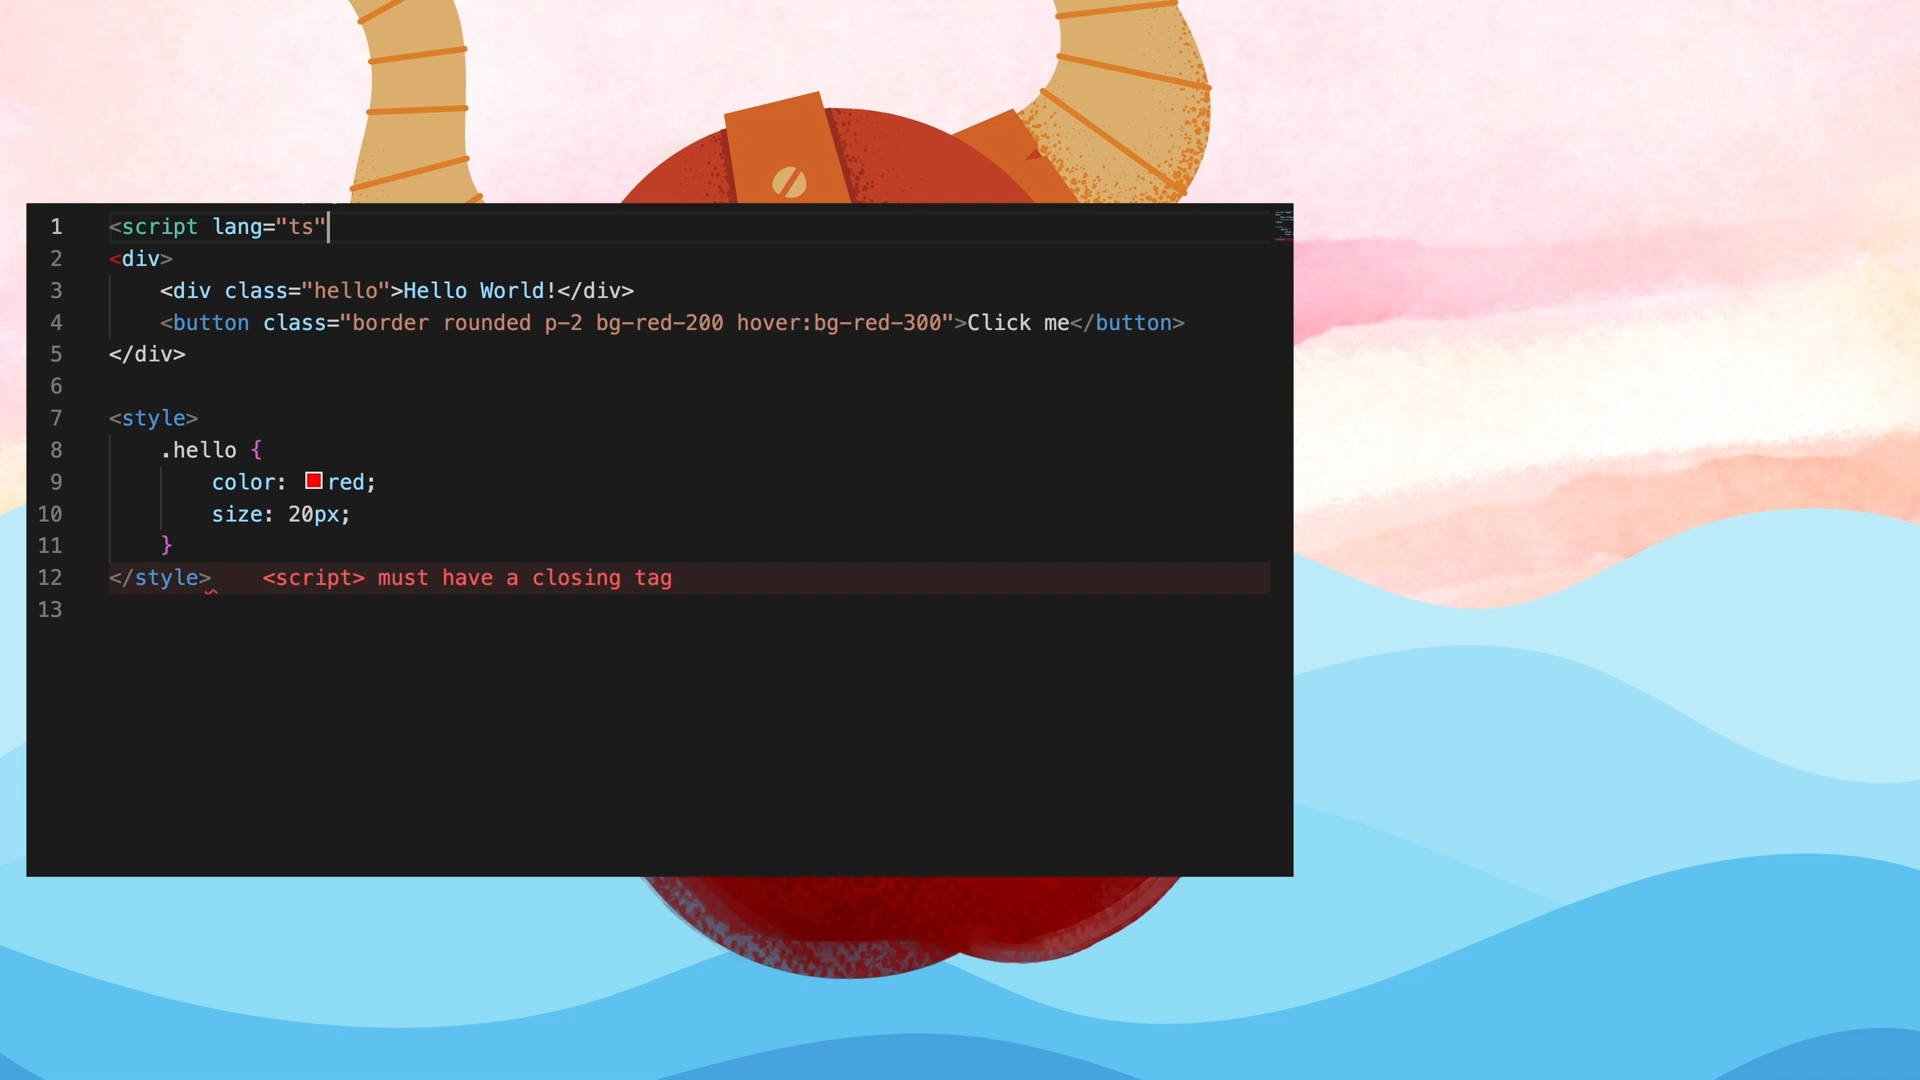 1 <script lang="ts"
2 <div>
3 <div class="hello">Hello World!</div>
4 <button class="border rounded p-2 bg-red-200 hover:bg-red-300">Click me</button>
5 </div>
6
7 <style>
8 .hello {
9 color: red;
10 size: 20px;
11 }
12 </style> <script> must have a closing tag
13